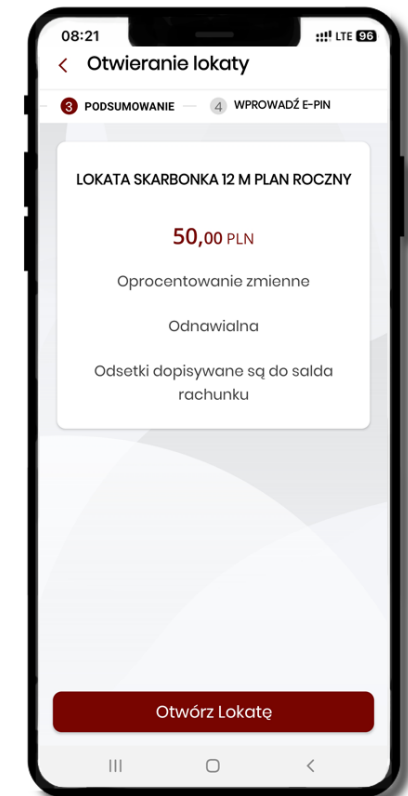 08:21 LTE 96
Otwieranie lokaty
3 PODSUMOWANIE 4 WPROWADŹ E-PIN
LOKATA SKARBONKA 12 M PLAN ROCZNY
50,00 PLN
Oprocentowanie zmienne
Odnawialna
Odsetki dopisywane są do salda
rachunku
Otwórz Lokatę